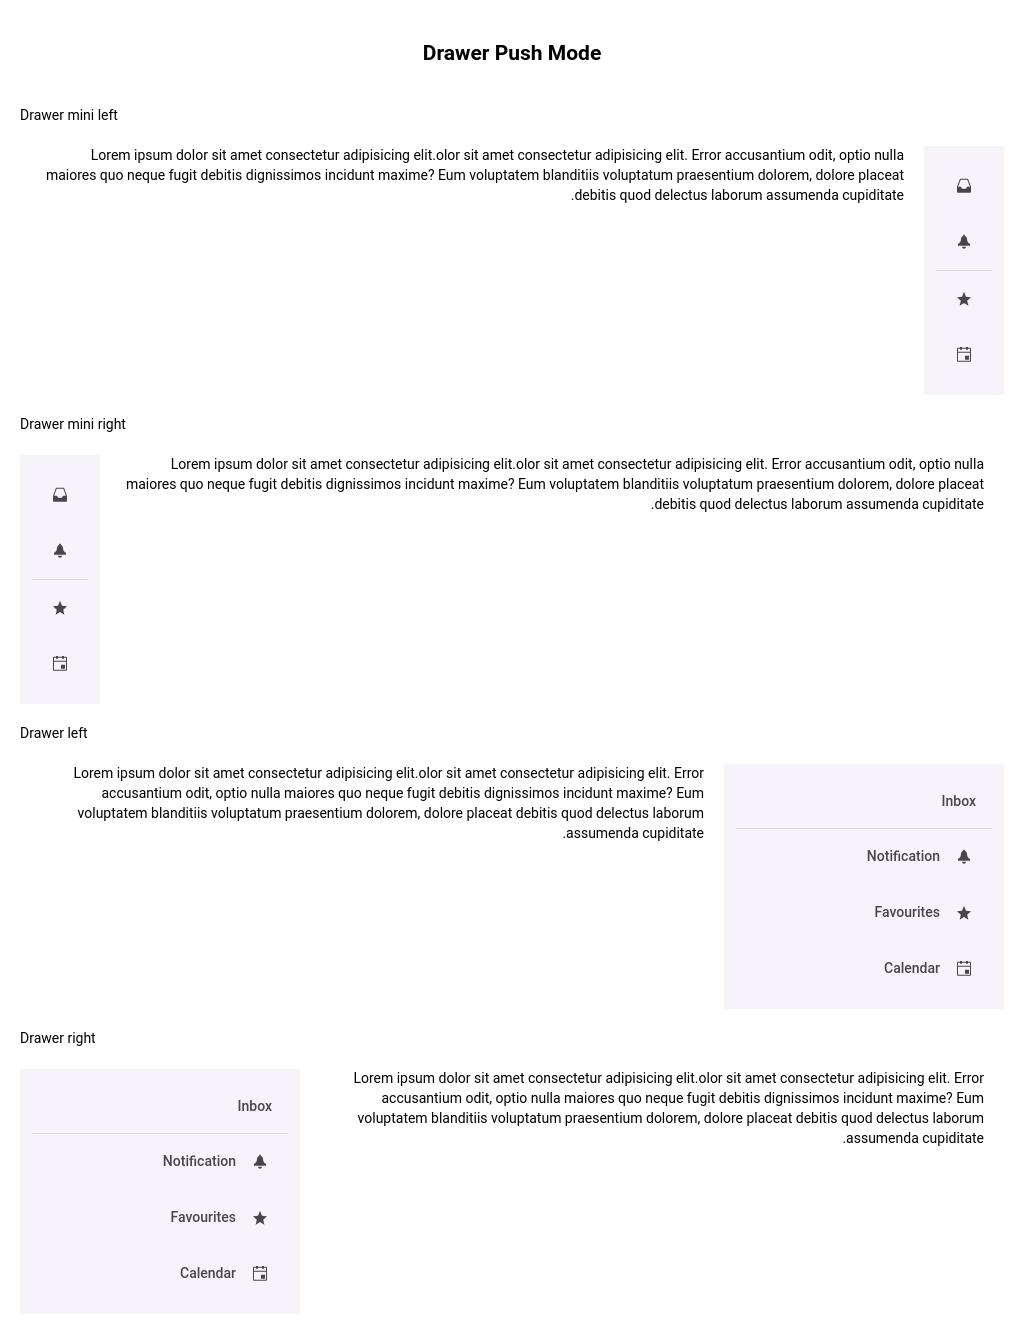 Drawer Push Mode
Drawer mini left
Lorem ipsum dolor sit amet consectetur adipisicing elit.olor sit amet consectetur adipisicing elit. Error accusantium odit, optio nulla
maiores quo neque fugit debitis dignissimos incidunt maxime? Eum voluptatem blanditiis voluptatum praesentium dolorem, dolore placeat
.debitis quod delectus laborum assumenda cupiditate
Drawer mini right
Lorem ipsum dolor sit amet consectetur adipisicing elit.olor sit amet consectetur adipisicing elit. Error accusantium odit, optio nulla
maiores quo neque fugit debitis dignissimos incidunt maxime? Eum voluptatem blanditiis voluptatum praesentium dolorem, dolore placeat
.debitis quod delectus laborum assumenda cupiditate
Drawer left
Lorem ipsum dolor sit amet consectetur adipisicing elit.olor sit amet consectetur adipisicing elit. Error
accusantium odit, optio nulla maiores quo neque fugit debitis dignissimos incidunt maxime? Eum
voluptatem blanditiis voluptatum praesentium dolorem, dolore placeat debitis quod delectus laborum
.assumenda cupiditate
Inbox
Notification
Favourites
Calendar
Drawer right
Inbox
Notification
Favourites
Calendar
Lorem ipsum dolor sit amet consectetur adipisicing elit.olor sit amet consectetur adipisicing elit. Error
accusantium odit, optio nulla maiores quo neque fugit debitis dignissimos incidunt maxime? Eum
voluptatem blanditiis voluptatum praesentium dolorem, dolore placeat debitis quod delectus laborum
.assumenda cupiditate